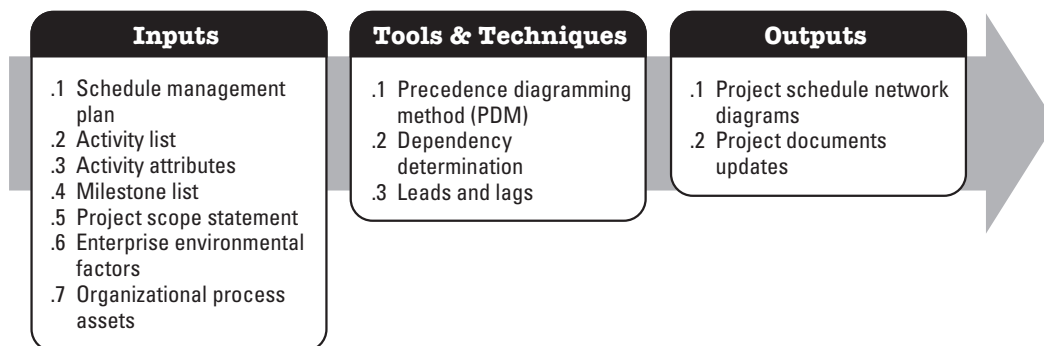 Inputs
.1 Schedule management
plan
.2 Activity list
.3 Activity attributes
.4 Milestone list
.5 Project scope statement
.6 Enterprise environmental
factors
.7 Organizational process
assets
Tools & Techniques
.1 Precedence diagramming
method (PDM)
.2 Dependency
determination
.3 Leads and lags
Outputs
.1 Project schedule network
diagrams
.2 Project documents
updates